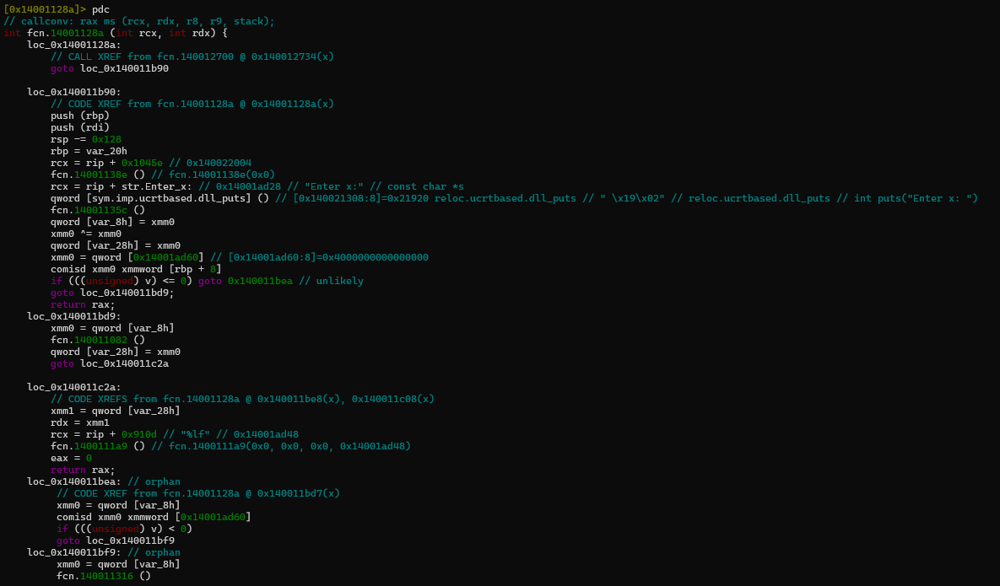 [0x14001128a]> pdc
// callconv: rax ms (rcx, rdx, r8, r9, stack);
int fcn.14001128a (int rcx, int rdx) {
    loc_0x14001128a:
        // CALL XREF from fcn.140012700 @ 0x140012734(x)
        goto loc_0x140011b90

    loc_0x140011b90:
        // CODE XREF from fcn.14001128a @ 0x14001128a(x)
        push (rbp)
        push (rdi)
        rsp -= 0x128
        rbp = var_20h
        rcx = rip + 0x1045e // 0x140022004
        fcn.14001138e () // fcn.14001138e(0x0)
        rcx = rip + str.Enter_x: // 0x14001ad28 // "Enter x:" // const char *s
        qword [sym.imp.ucrtbased.dll_puts] () // [0x140021308:8]=0x21920 reloc.ucrtbased.dll_puts // " \x19\x02" // reloc.ucrtbased.dll_puts // int puts("Enter x: ")
        fcn.14001135c ()
        qword [var_8h] = xmm0
        xmm0 ^= xmm0
        qword [var_28h] = xmm0
        xmm0 = qword [0x14001ad60] // [0x14001ad60:8]=0x4000000000000000
        comisd xmm0 xmmword [rbp + 8]
        if (((unsigned) v) <= 0) goto 0x140011bea // unlikely
        goto loc_0x140011bd9;
        return rax;
    loc_0x140011bd9:
        xmm0 = qword [var_8h]
        fcn.140011082 ()
        qword [var_28h] = xmm0
        goto loc_0x140011c2a

    loc_0x140011c2a:
        // CODE XREFS from fcn.14001128a @ 0x140011be8(x), 0x140011c08(x)
        xmm1 = qword [var_28h]
        rdx = xmm1
        rcx = rip + 0x910d // "%lf" // 0x14001ad48
        fcn.1400111a9 () // fcn.1400111a9(0x0, 0x0, 0x0, 0x14001ad48)
        eax = 0
        return rax;
    loc_0x140011bea: // orphan
         // CODE XREF from fcn.14001128a @ 0x140011bd7(x)
         xmm0 = qword [var_8h]
         comisd xmm0 xmmword [0x14001ad60]
         if (((unsigned) v) < 0)
         goto loc_0x140011bf9
    loc_0x140011bf9: // orphan
         xmm0 = qword [var_8h]
         fcn.140011316 ()